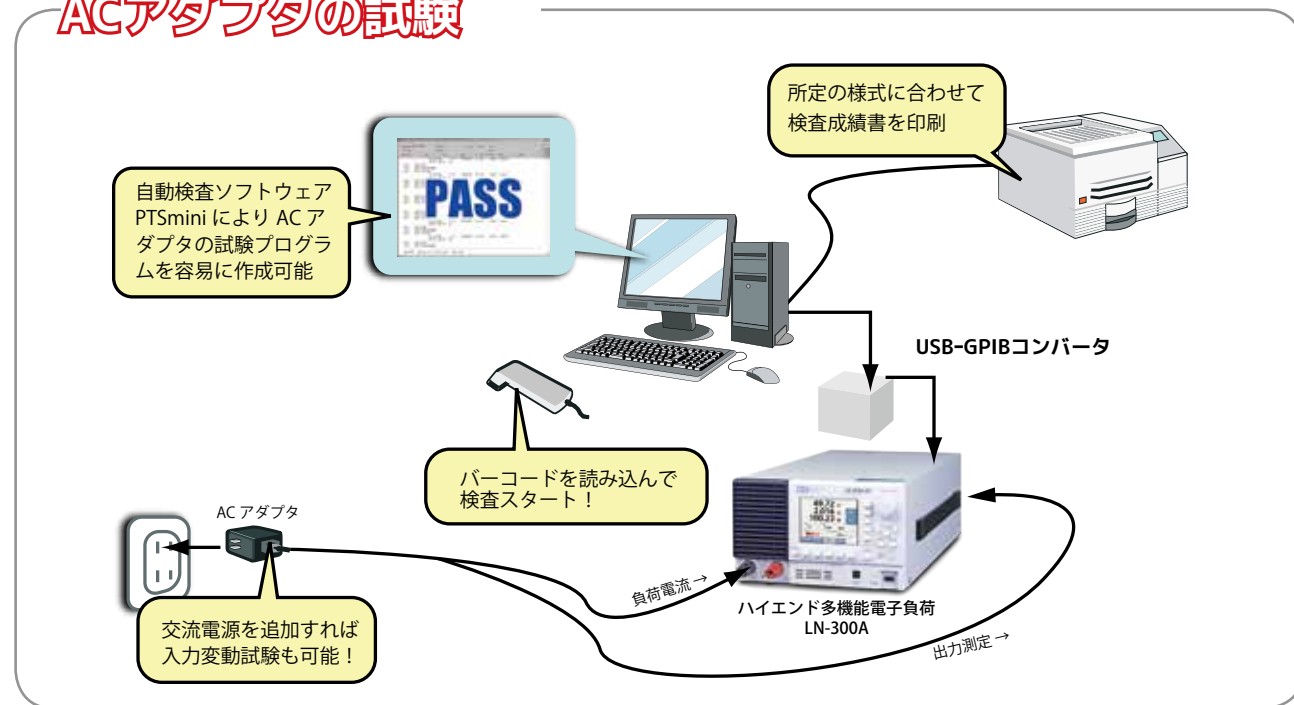 ACアダプタの試験
所定の様式に合わせて
検査成績書を印刷
自動検査ソフトウェア
PTSmini により AC ア
ダプタの試験プログラ
ムを容易に作成可能
PASS
USB-GPIBコンバータ
バーコードを読み込んで
検査スタート！
AC アダプタ
負荷電流→
ハイエンド多機能電子負荷
LN-300A
交流電源を追加すれば
入力変動試験も可能！
出力測定→